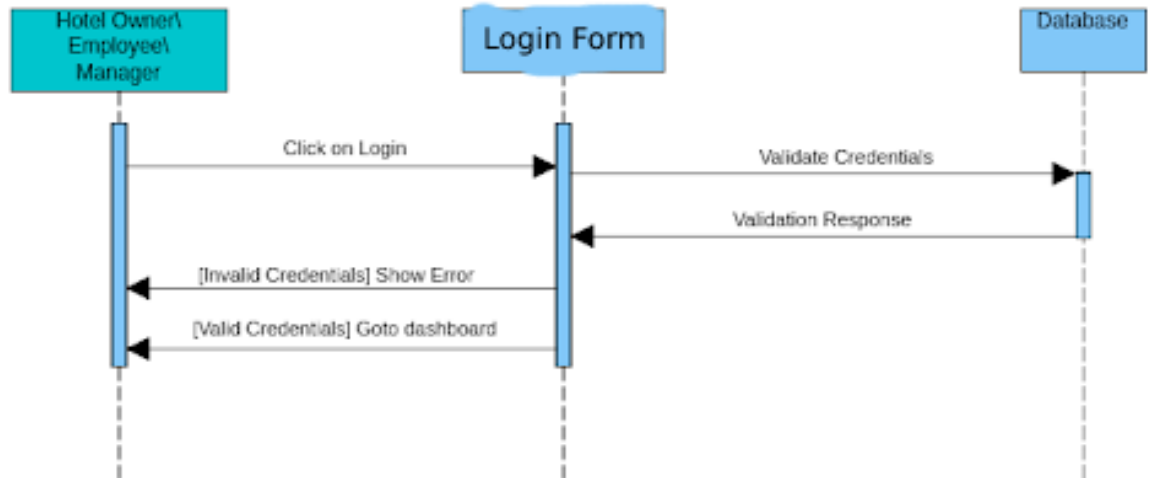 Hotel Owner\
Employee\
Manager
Login Form
Database
Click on Login
Validate Credentials
Validation Response
[Invalid Credentials] Show Error
[Valid Credentials] Goto dashboard